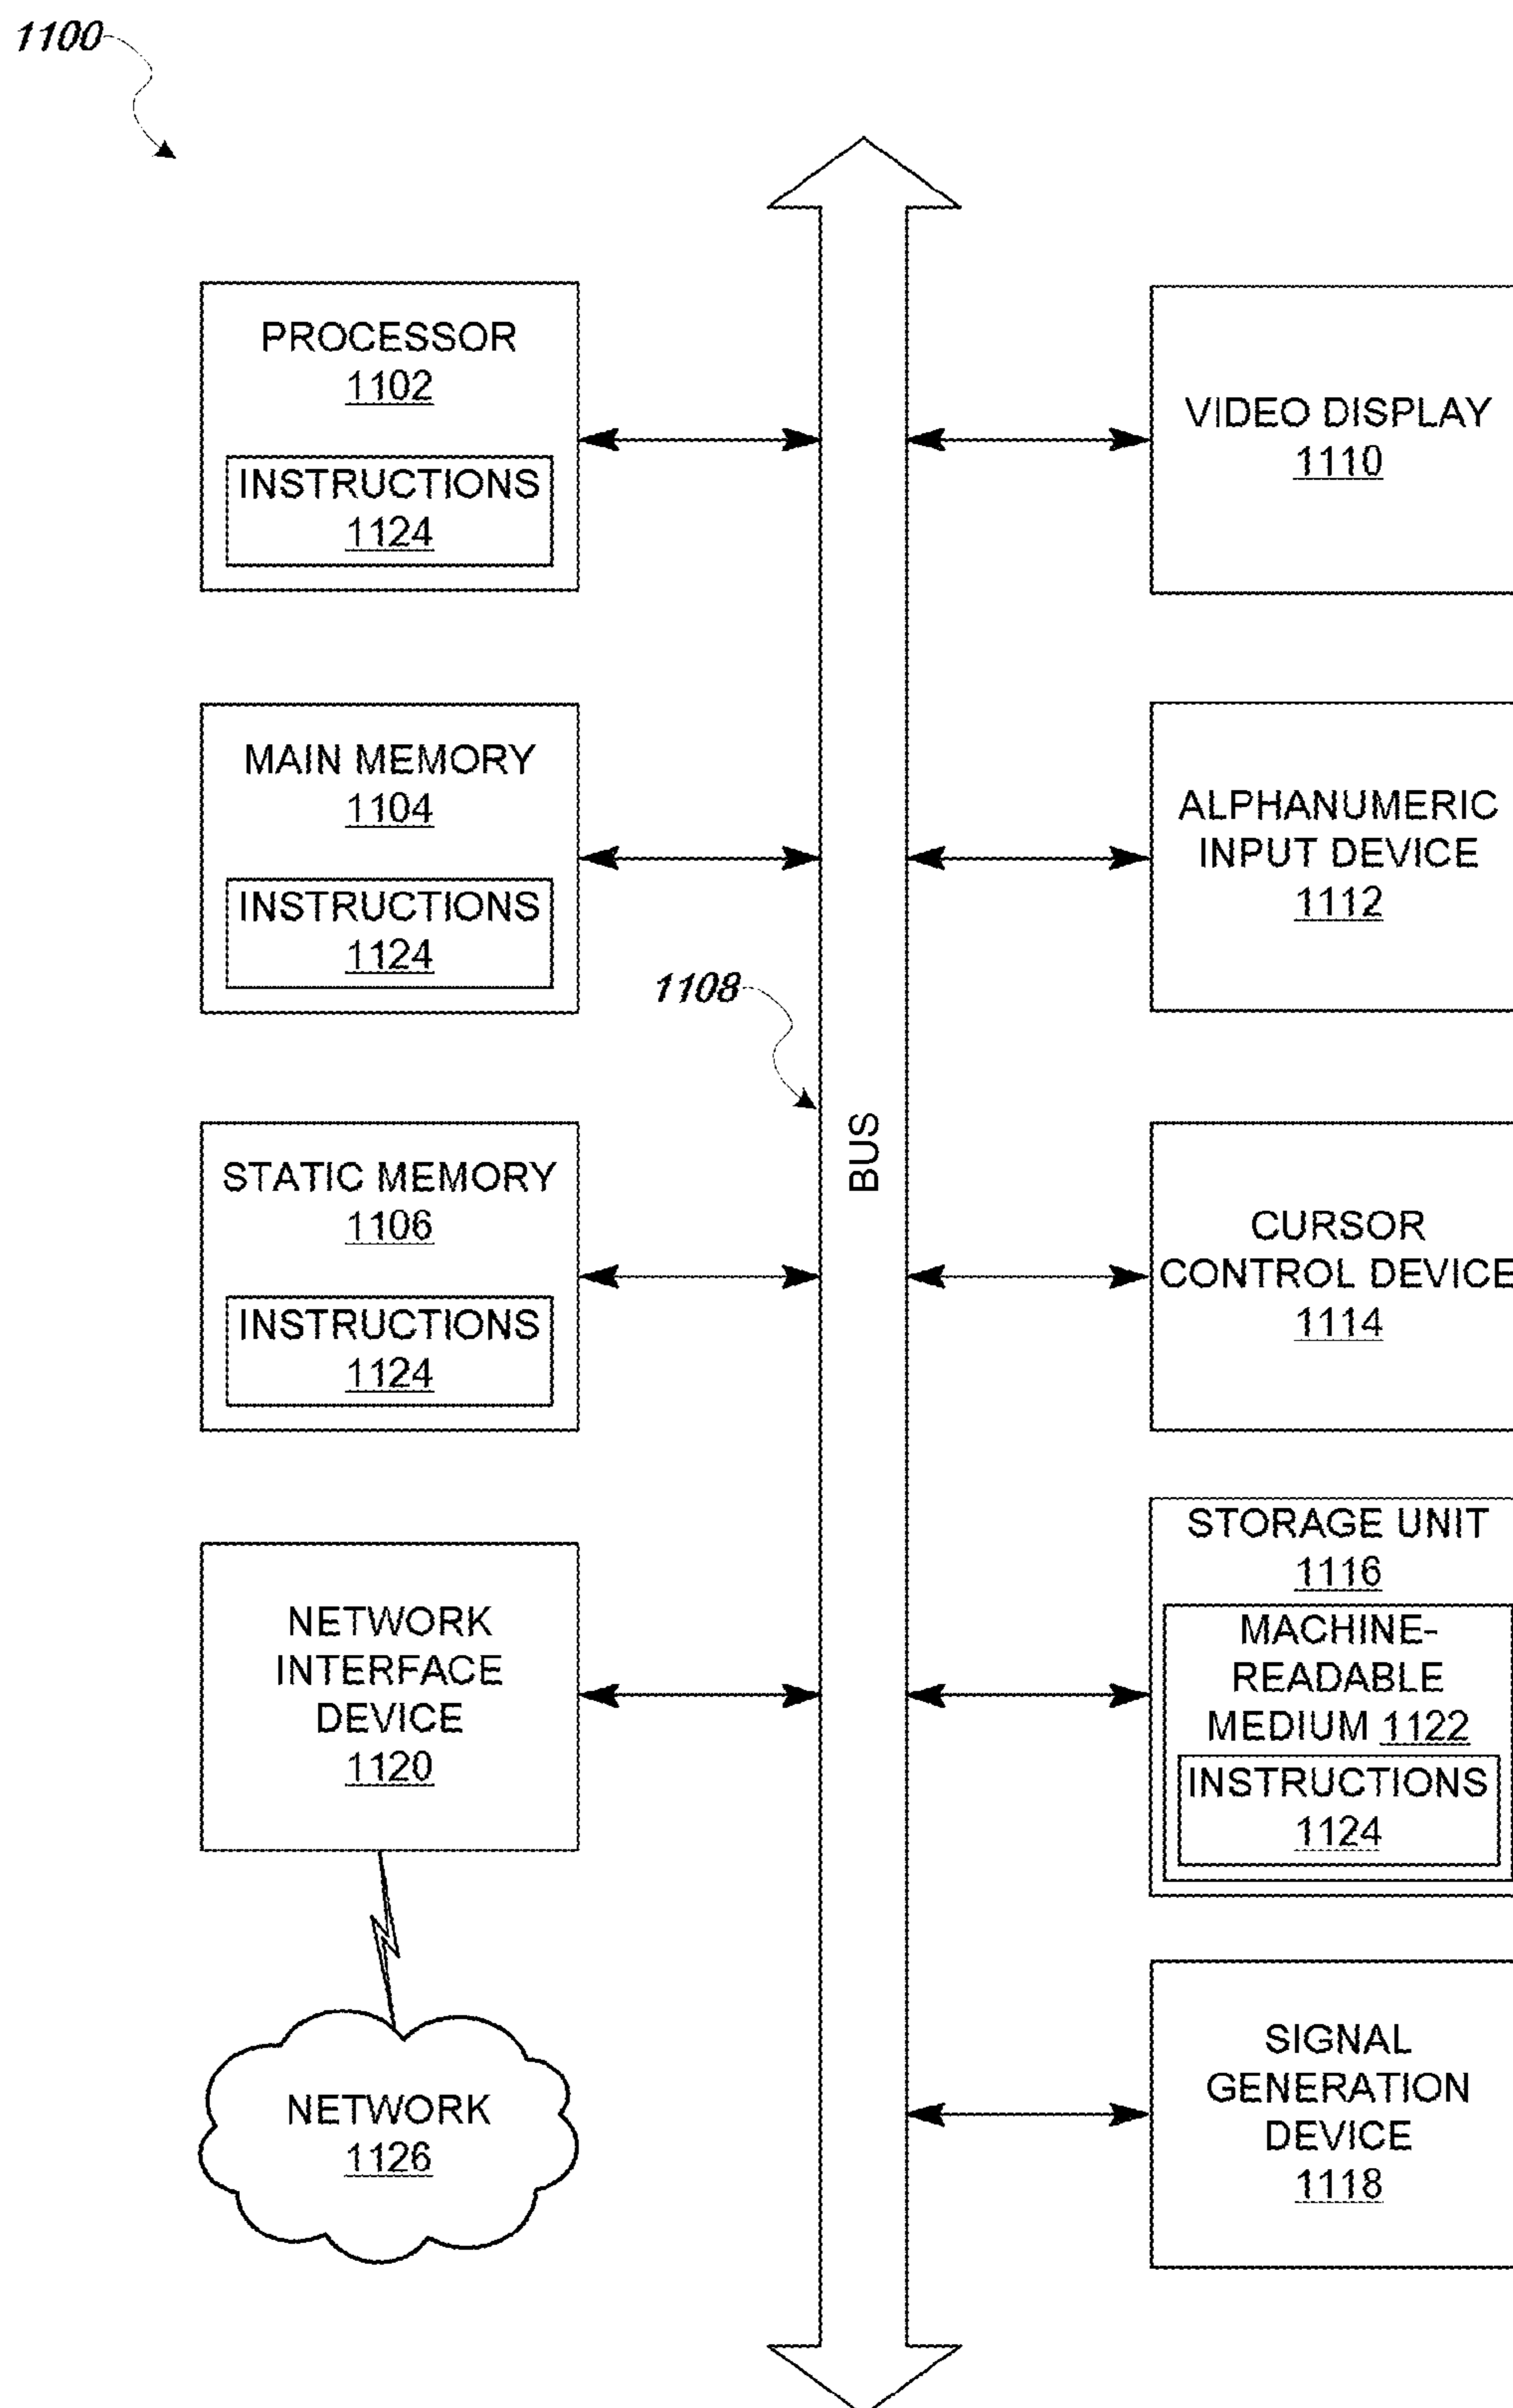 1100
PROCESSOR
1102
INSTRUCTIONS
1124
MAIN MEMORY
1104
INSTRUCTIONS
1124
STATIC MEMORY
1106
INSTRUCTIONS
1124
NETWORK
INTERFACE
DEVICE
1120
NETWORK
1126
1108
BUS
VIDEO DISPLAY
1110
ALPHANUMERIC
INPUT DEVICE
1112
CURSOR
CONTROL DEVICE
1114
STORAGE UNIT
1116
MACHINE-
READABLE
MEDIUM 1122
INSTRUCTIONS
1124
SIGNAL
GENERATION
DEVICE
1118